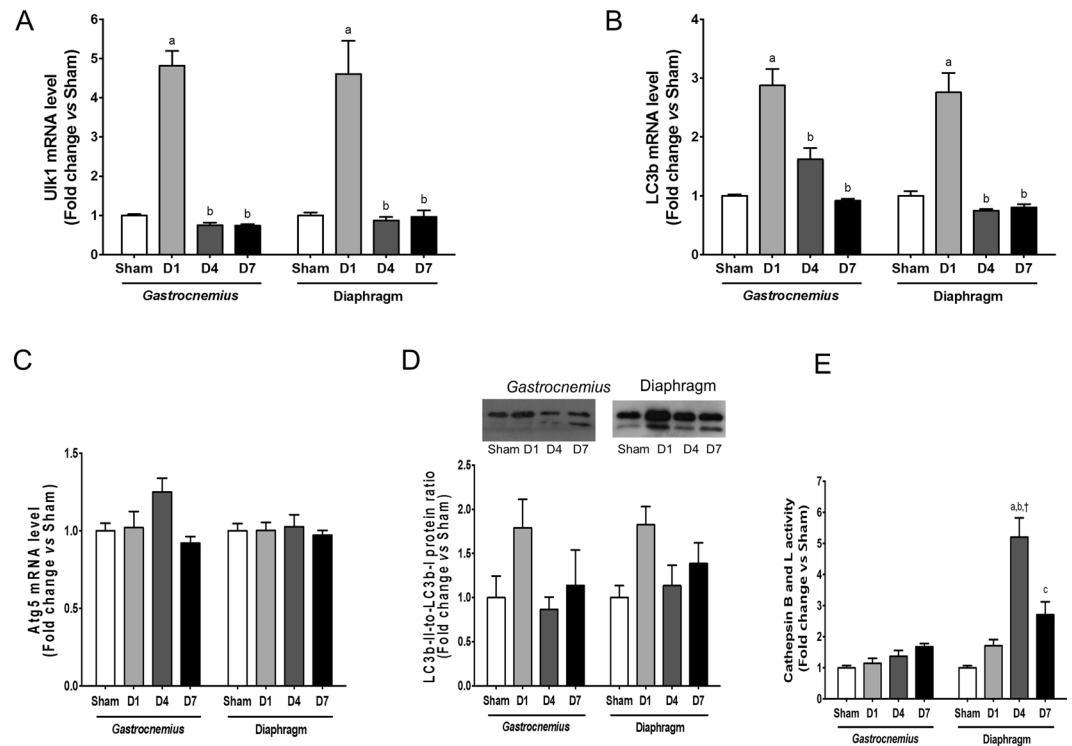 A
Ulk1 mRNA level
(Fold change vs Sham)
6
5
4
3
2
1
0
a
b
b
a
b
b
Sham D1 D4 D7 Sham D1 D4 D7
Gastrocnemius Diaphragm
B
LC3b mRNA level
(Fold change vs Sham)
4
3
2
1
0
a
b
b
a
b
b
Sham D1 D4 D7 Sham D1 D4 D7
Gastrocnemius Diaphragm
C
Atg5 mRNA level
(Fold change vs Sham)
1.5
1.0
0.5
0.0
Sham D1 D4 D7 Sham D1 D4 D7
Gastrocnemius Diaphragm
D
Gastrocnemius Diaphragm
Sham D1 D4 D7 Sham D1 D4 D7
LC3b-II-to-LC3b-I protein ratio
(Fold change vs Sham)
2.5
2.0
1.5
1.0
0.5
0.0
Sham D1 D4 D7 Sham D1 D4 D7
Gastrocnemius Diaphragm
E
Cathepsin B and L activity
(Fold change vs Sham)
7
6
5
4
3
2
1
0
a,b,†
c
Sham D1 D4 D7 Sham D1 D4 D7
Gastrocnemius Diaphragm